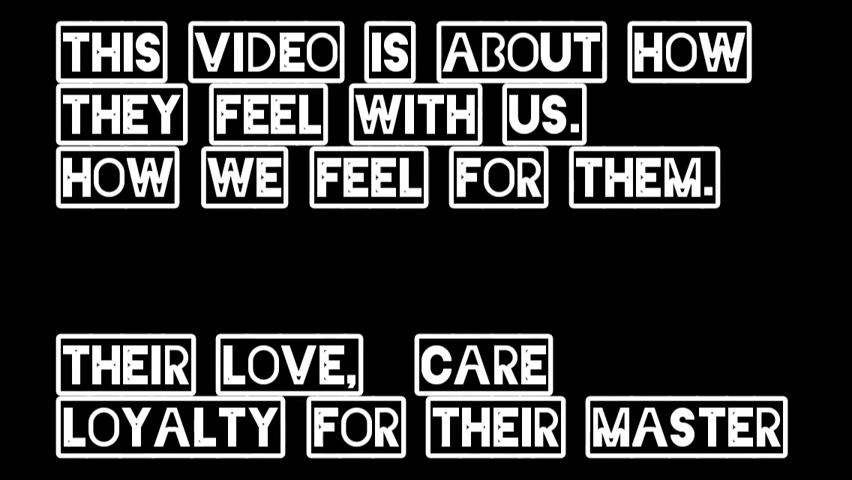 THIS VIDEO IS ABOUT HOW
THEY FEEL WITH US.
HOW WE FEEL FOR THEM.
THEIR LOVE, CARE
LOYALTY FOR THEIR MASTER